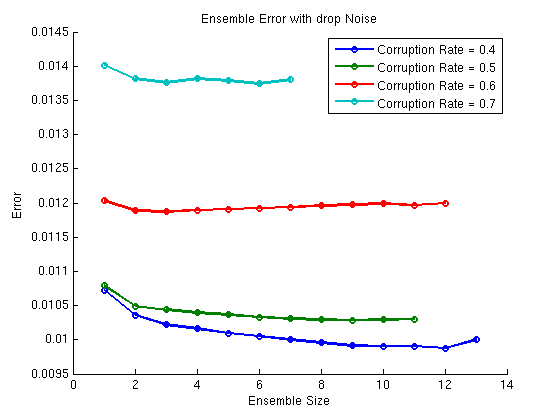 Ensemble Error with drop Noise
0.0145
0.014
0.0135
0.013
0.0125
0.012
0.0115
0.011
0.0105
0.01
0.0095
Error
Corruption Rate = 0.4
Corruption Rate = 0.5
Corruption Rate = 0.6
Corruption Rate = 0.7
0 2 4 6 8 10 12 14
Ensemble Size